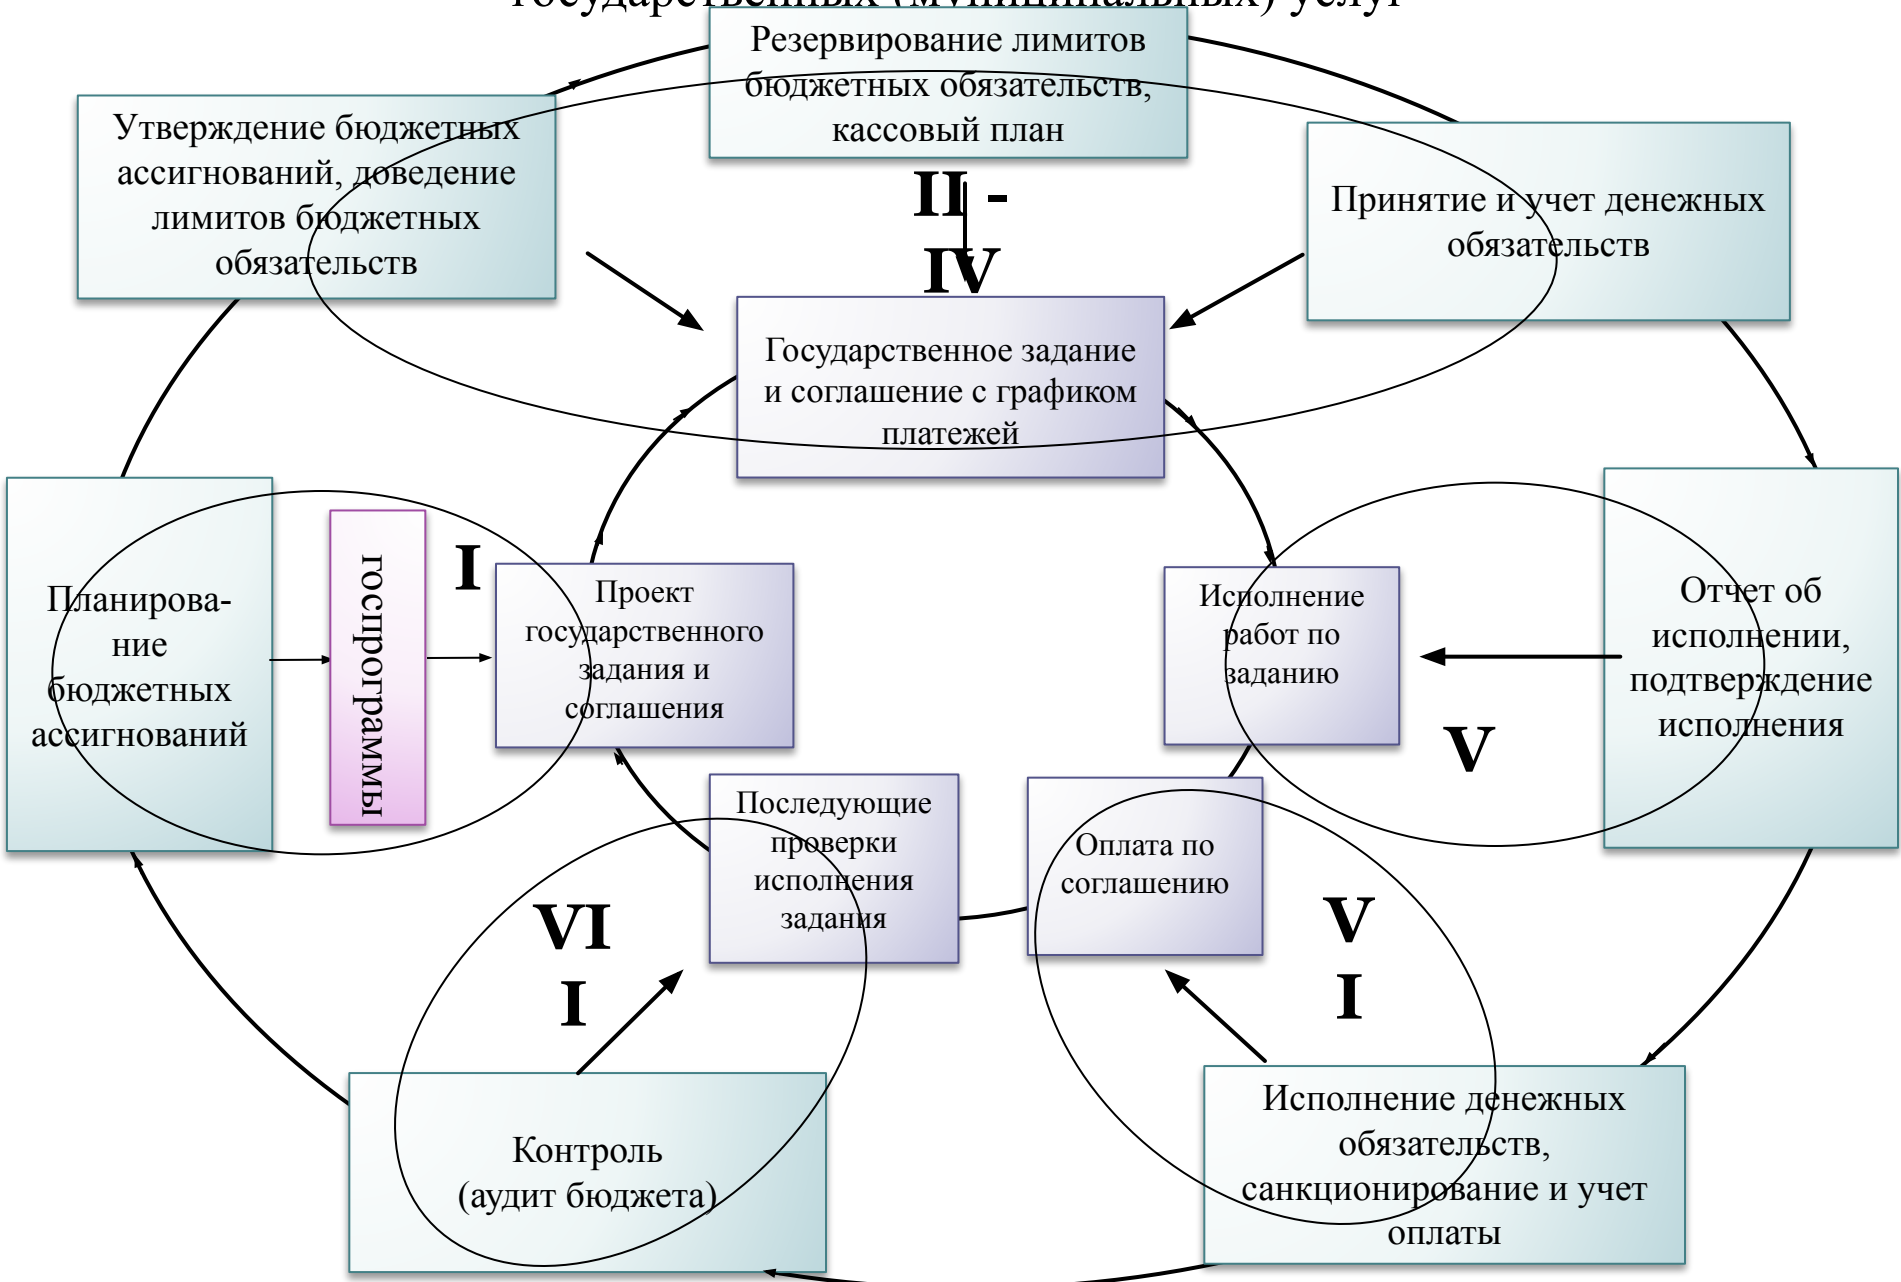 государственных (муниципальных) услуг
Резервирование лимитов
бюджетных обязательств,
кассовый план
Утверждение бюджетных
ассигнований, доведение
лимитов бюджетных
обязательств
Принятие и учет денежных
обязательств
II -
IV
Государственное задание
и соглашение с графиком
платежей
Планирова-
ние
бюджетных
ассигнований
госпрограммы
I
Проект
государственного
задания и
соглашения
Исполнение
работ по
заданию
V
Отчет об
исполнении,
подтверждение
исполнения
Последующие
проверки
исполнения
задания
Оплата по
соглашению
VI
I
V
I
Контроль
(аудит бюджета)
Исполнение денежных
обязательств,
санкционирование и учет
оплаты